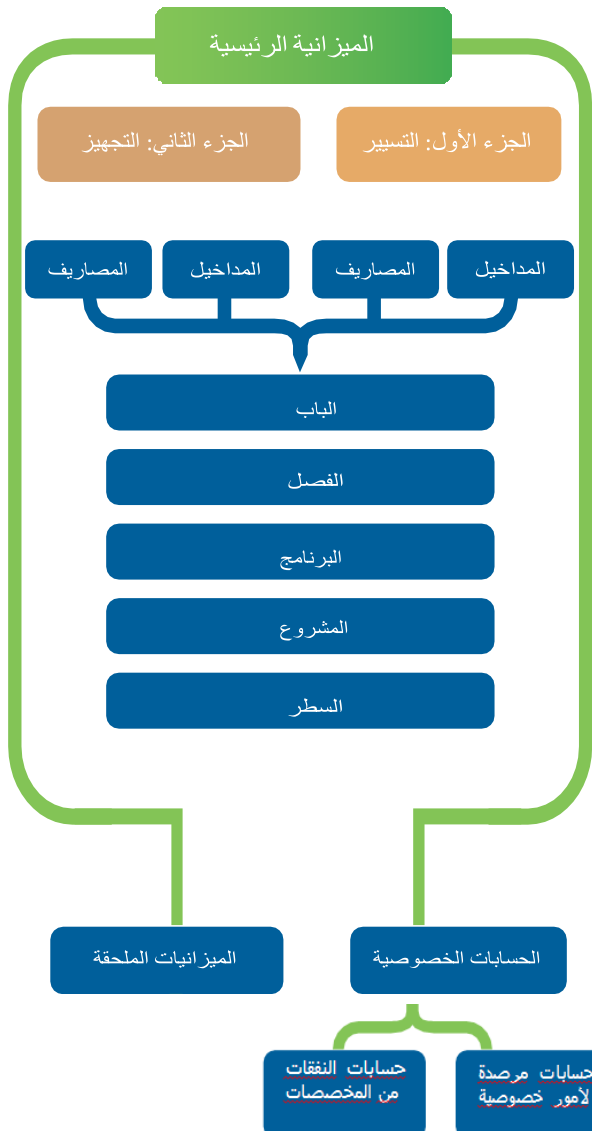 الميزانية الرئيسية
الجزء الأول: التسيير
الجزء الثاني: التجهيز
المداخيل
المصاريف
المداخيل
المصاريف
الباب
الفصل
البرنامج
المشروع
السطر
الحسابات الخصوصية
الميزانيات الملحقة
حسابات مرصدة
لأمور خصوصية
حسابات النفقات
من المخصصات